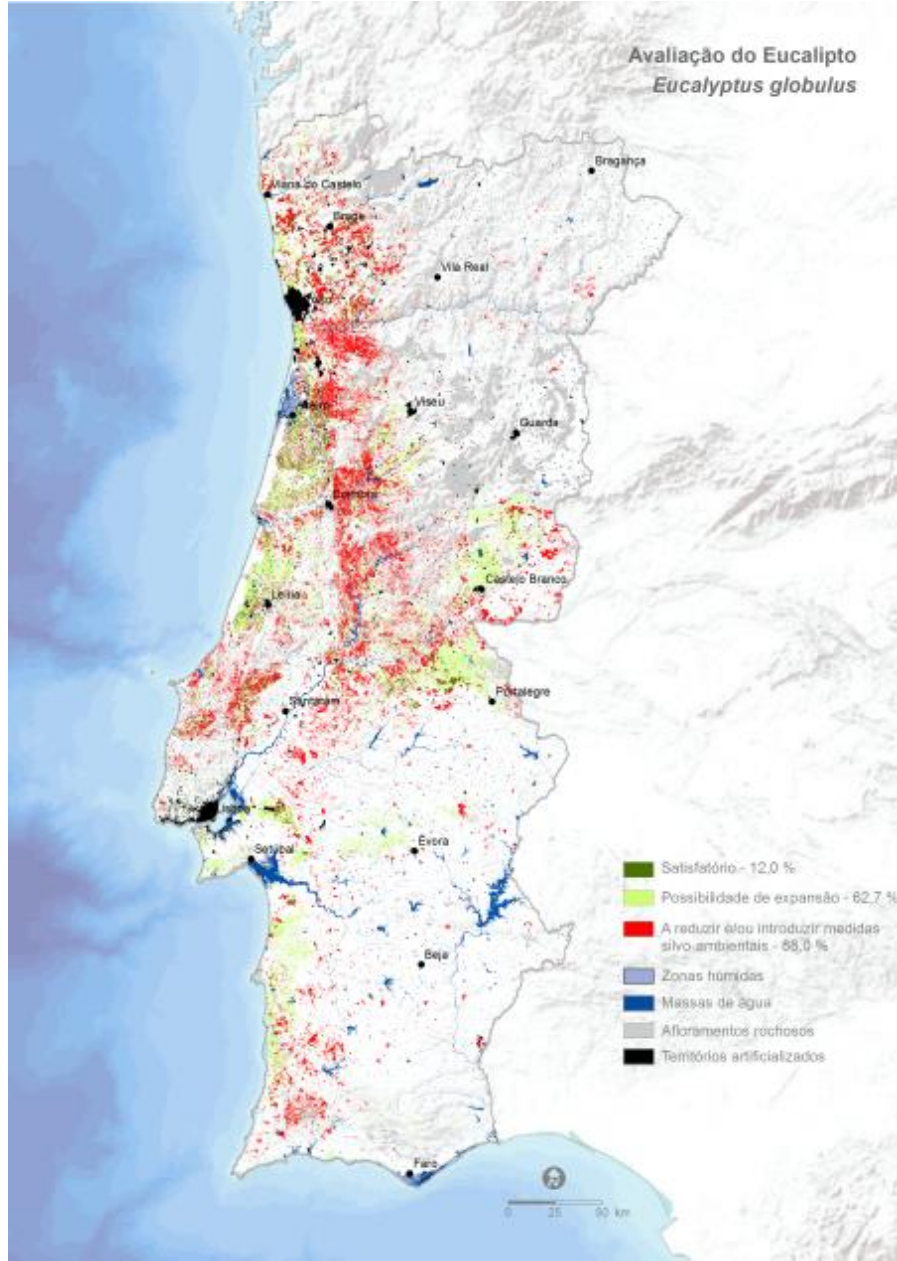 Avaliação do Eucalipto
Eucalyptus globulus
Bragança
Viana do Castelo
Braga
Vila Real
Viseu
Guarda
Coimbra
Castelo Branco
Leiria
Portalegre
Santarém
Évora
Setúbal
Satisfatório - 12,0 %
Possibilidade de expansão - 62,7 %
A reduzir e/ou introduzir medidas
silvo-ambientais - 88,0 %
Beja
Zonas húmidas
Massas de água
Afloramentos rochosos
Territórios artificializados
Faro
0 25 50 km